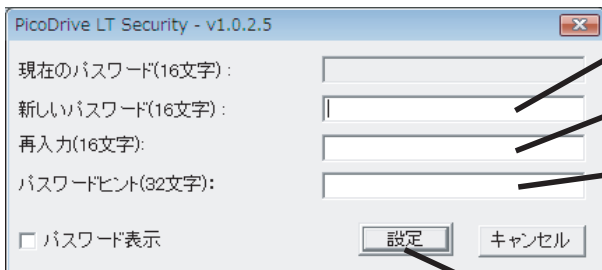 PicoDrive LT Security - v1.0.2.5
現在のパスワード(16文字) :
新しいパスワード(16文字) :
再入力(16文字):
パスワードヒント(32文字):
パスワード表示
設定 キャンセル